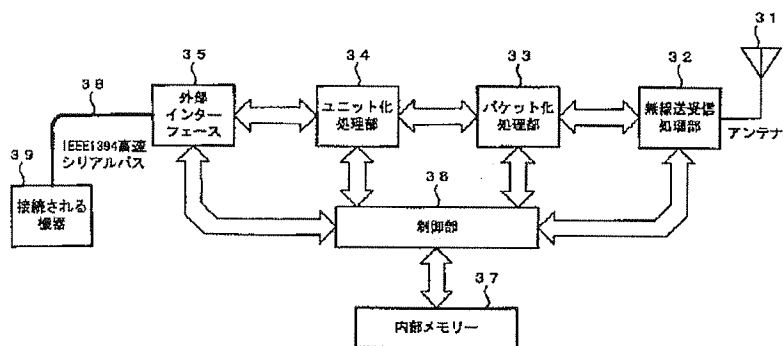 31
35
34
33
32
38
外部
インター
フェース
ユニット化
処理部
パケット化
処理部
無線送受信
処理部
アンテナ
IEEE1394高速
シリアルバス
39
接続される
機器
36
制御部
37
内部メモリー